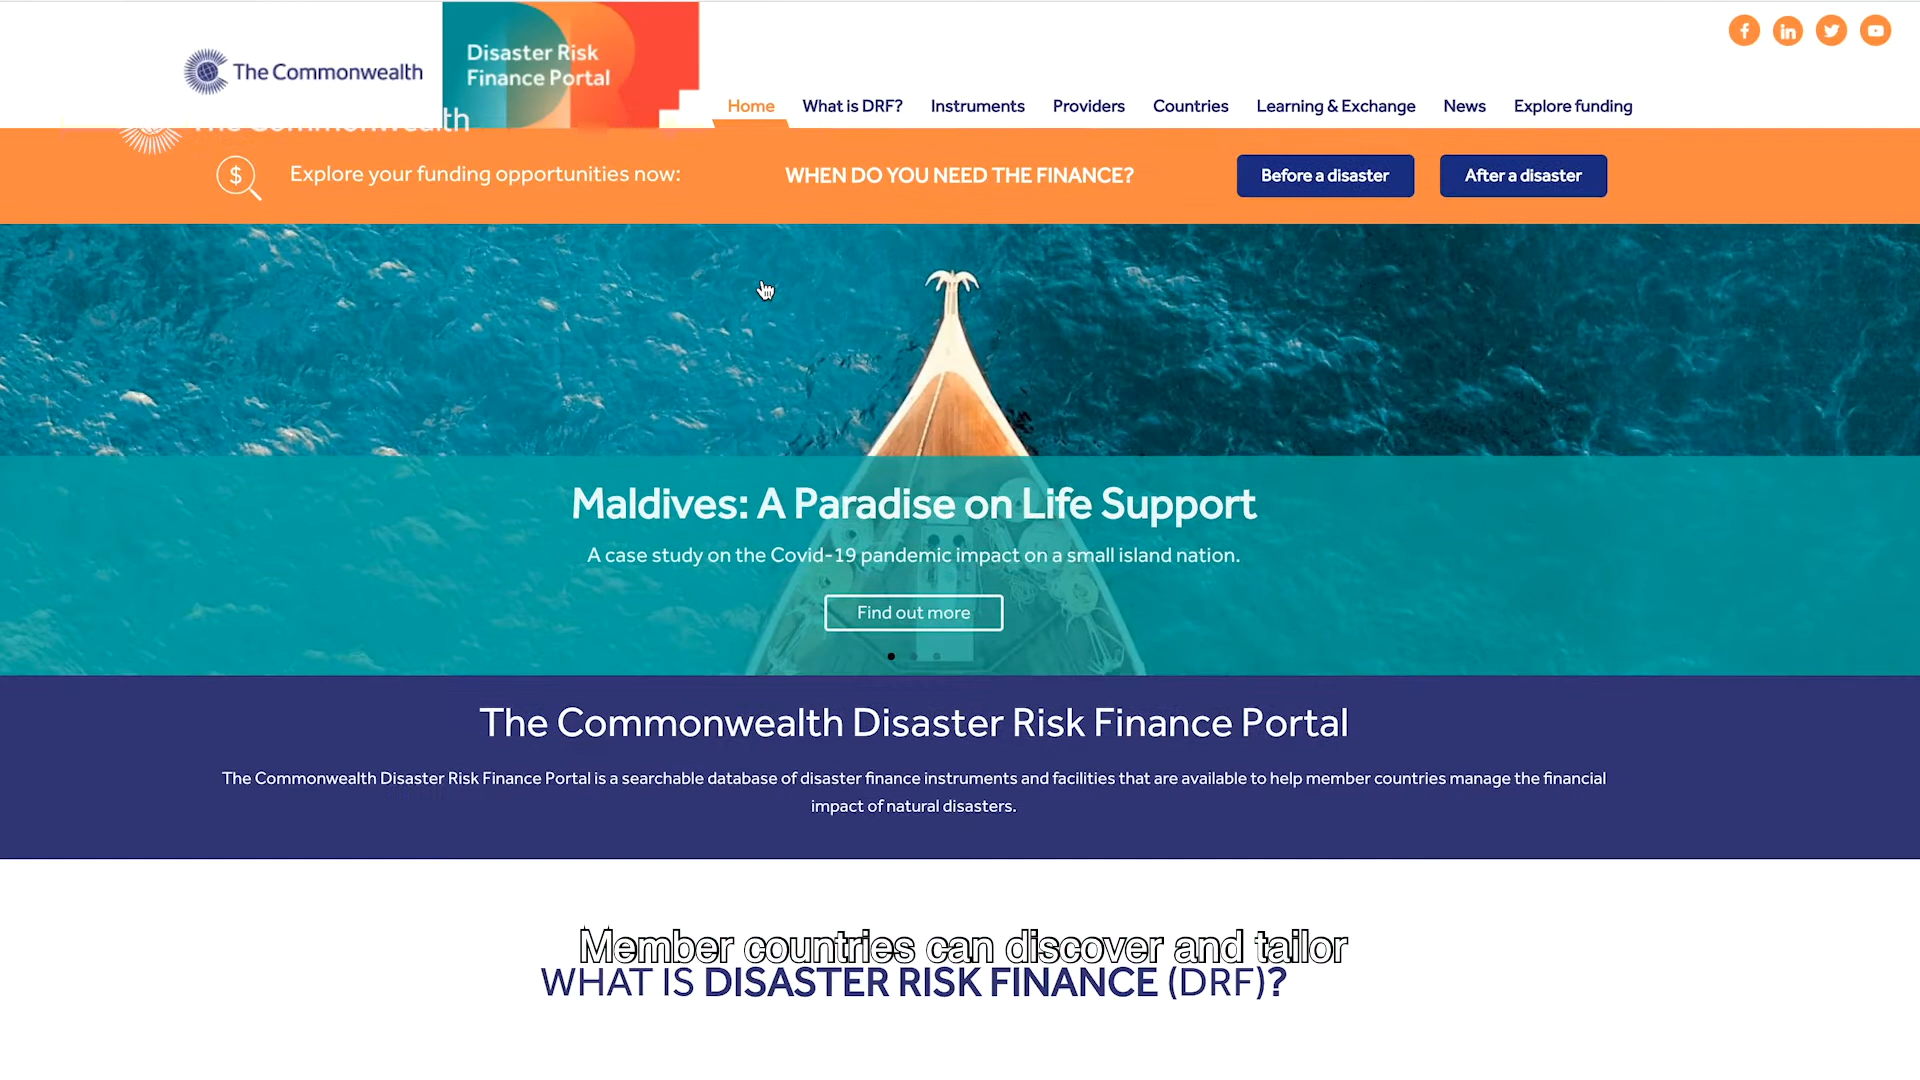 The Commonwealth
Disaster Risk
Finance Portal
Home
What is DRF?
Instruments
Providers
Countries
Learning & Exchange
News
Explore funding
The Commonwealth
$
Explore your funding opportunities now:
WHEN DO YOU NEED THE FINANCE?
Before a disaster
After a disaster
Maldives: A Paradise on Life Support
A case study on the Covid-19 pandemic impact on a small island nation.
Find out more
The Commonwealth Disaster Risk Finance Portal
The Commonwealth Disaster Risk Finance Portal is a searchable database of disaster finance instruments and facilities that are available to help member countries manage the financial
impact of natural disasters.
Member countries can discover and tailor
WHAT IS DISASTER RISK FINANCE (DRF)?